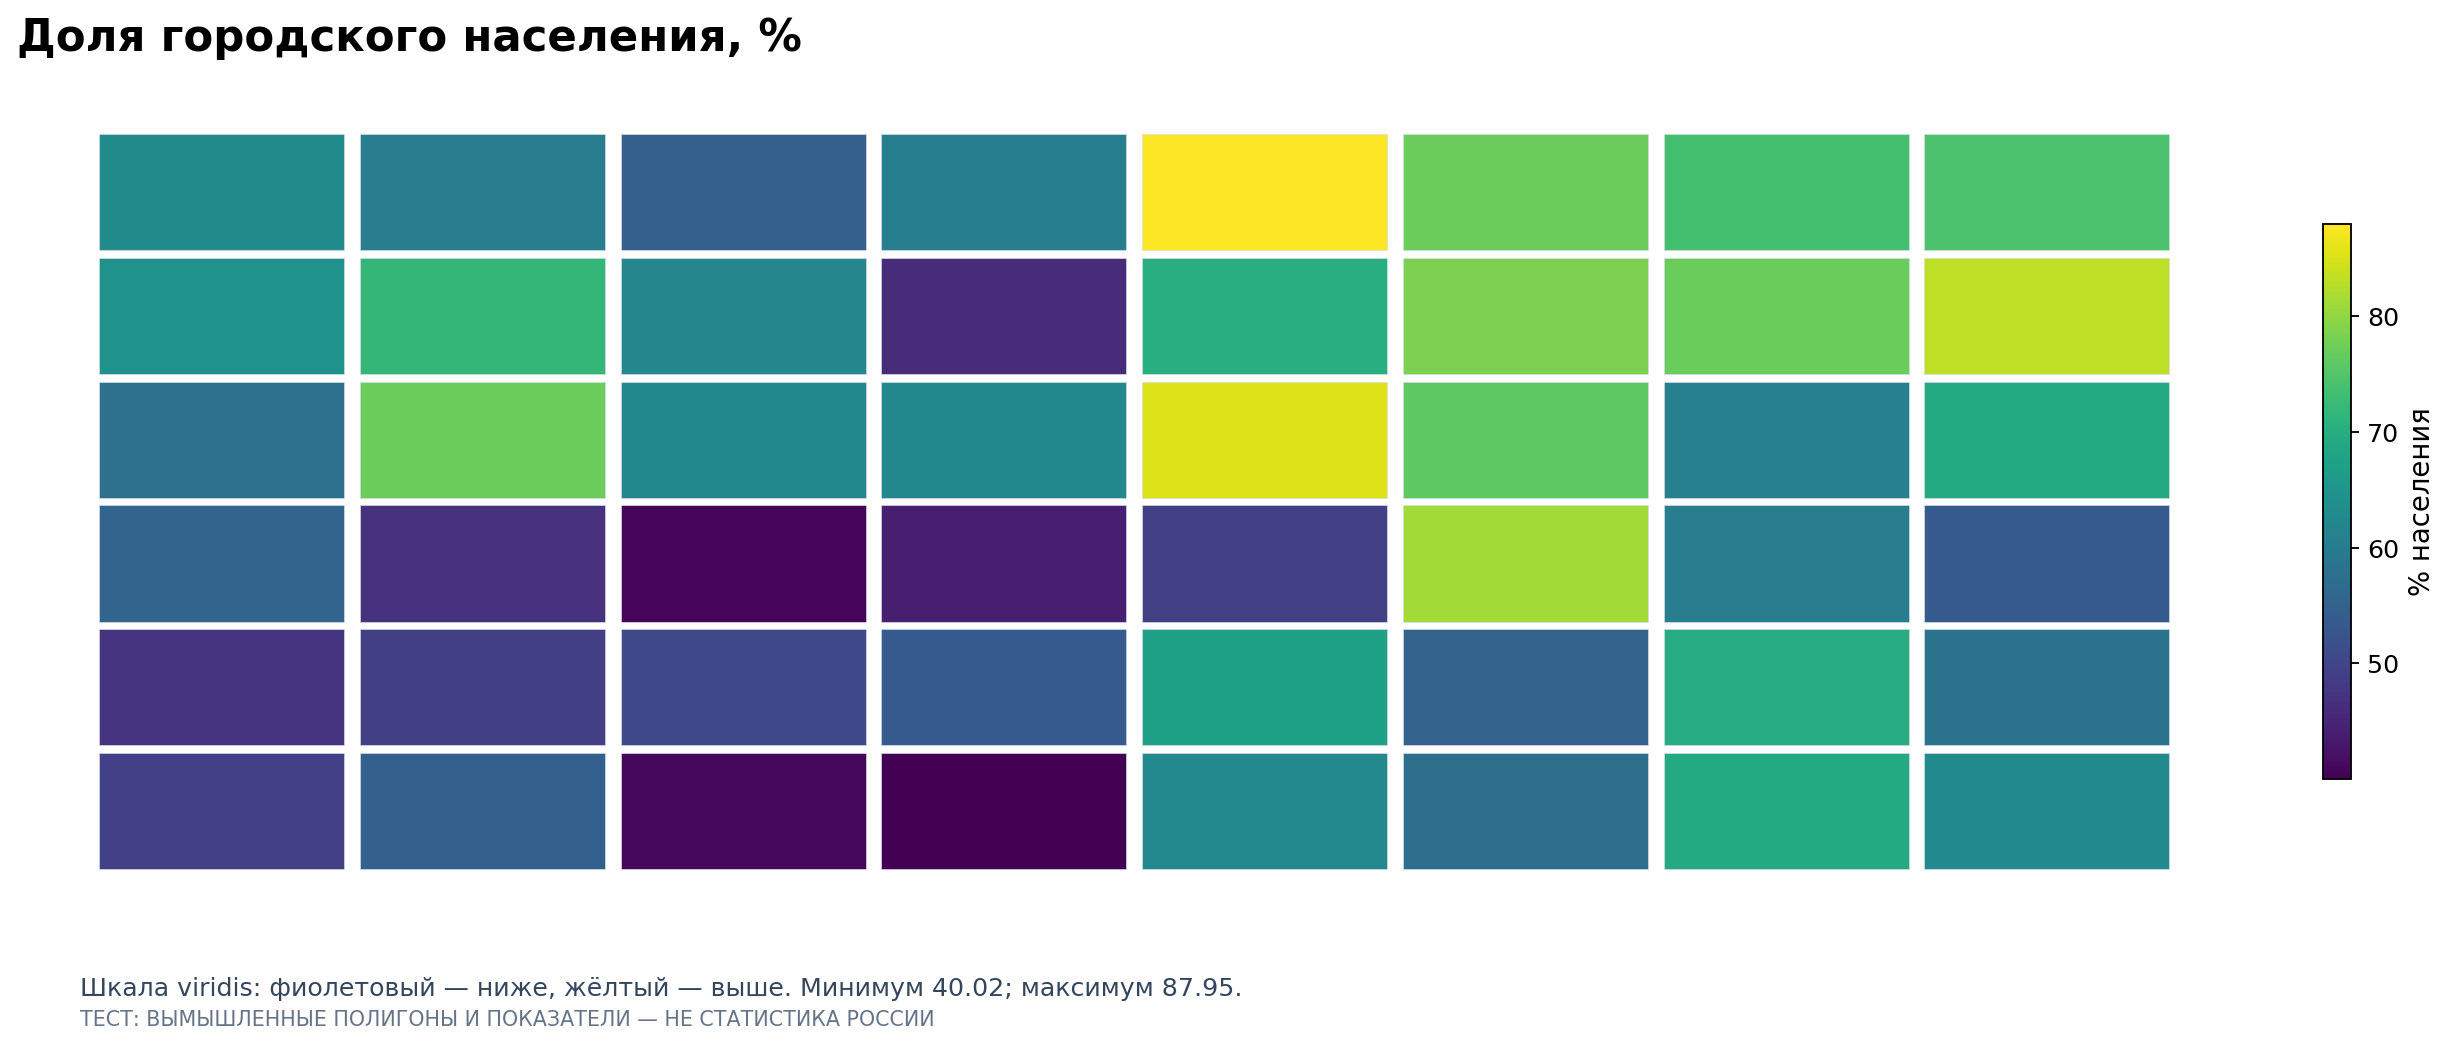 Доля городского населения, %
80
70
60
50
% населения
Шкала viridis: фиолетовый — ниже, жёлтый — выше. Минимум 40.02; максимум 87.95.
ТЕСТ: ВЫМЫШЛЕННЫЕ ПОЛИГОНЫ И ПОКАЗАТЕЛИ — НЕ СТАТИСТИКА РОССИИ